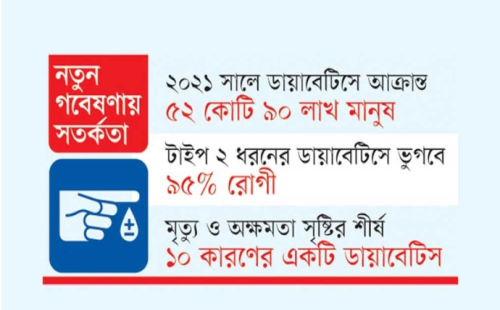 নতুন
গবেষণায়
সতর্কতা
২০২১ সালে ডায়াবেটিসে আক্রান্ত
৫২ কোটি ৯০ লাখ মানুষ
টাইপ ২ ধরনের ডায়াবেটিসে ভুগবে
৯৫% রোগী
মৃত্যু ও অক্ষমতা সৃষ্টির শীর্ষ
১০ কারণের একটি ডায়াবেটিস